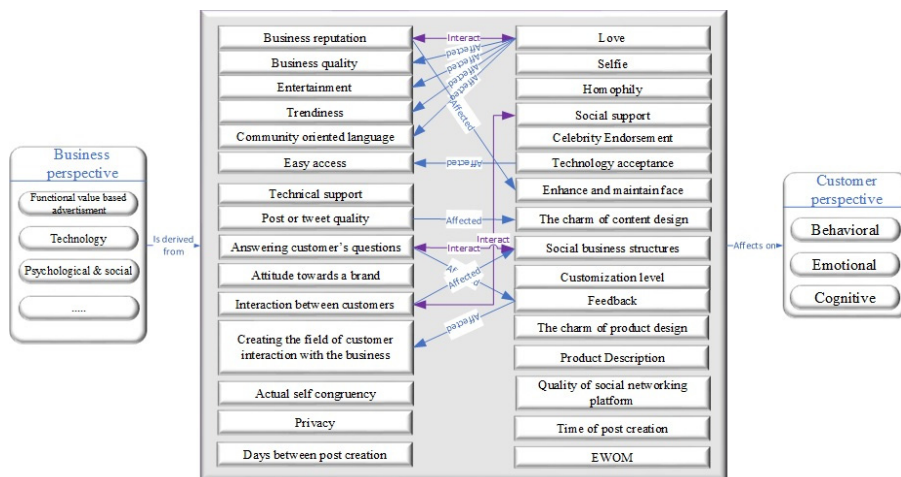 Business
perspective
Functional value based
advertisment
Technology
Psychological & social
.....
Is derived
from
Business reputation
Business quality
Entertainment
Trendiness
Community oriented language
Easy access
Technical support
Post or tweet quality
Answering customer's questions
Attitude towards a brand
Interaction between customers
Creating the field of customer
interaction with the business
Actual self congruency
Privacy
Days between post creation
Interact
Affected
Affected
Affected
Affected
Affected
Affected
Affected
Interact
Interact
Affected
Affected
Love
Selfie
Homophily
Social support
Celebrity Endorsement
Technology acceptance
Enhance and maintain face
The charm of content design
Social business structures
Customization level
Feedback
The charm of product design
Product Description
Quality of social networking
platform
Time of post creation
EWOM
Affects on
Customer
perspective
Behavioral
Emotional
Cognitive